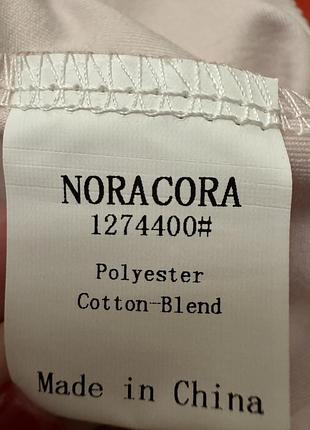 NORACORA
1274400#
Polyester
Cotton-Blend
Made in China